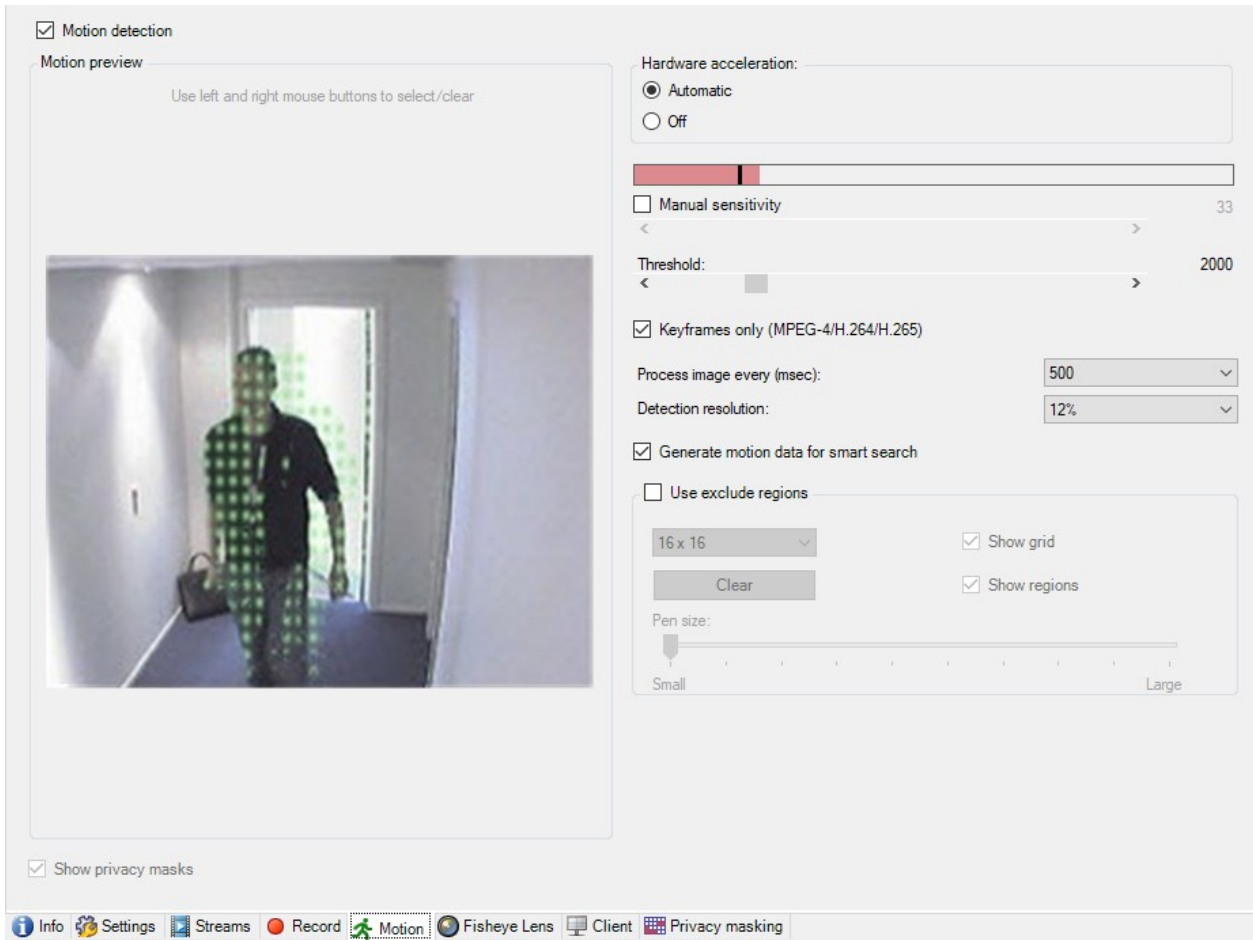 Motion detection
Motion preview
Use left and right mouse buttons to select/clear
Hardware acceleration:
Automatic
Off
Manual sensitivity 33
Threshold: 2000
Keyframes only (MPEG-4/H.264/H.265)
Process image every (msec): 500
Detection resolution: 12%
Generate motion data for smart search
Use exclude regions
16 x 16 Show grid
Clear Show regions
Pen size:
Small Large
Show privacy masks
Info Settings Streams Record Motion Fisheye Lens Client Privacy masking